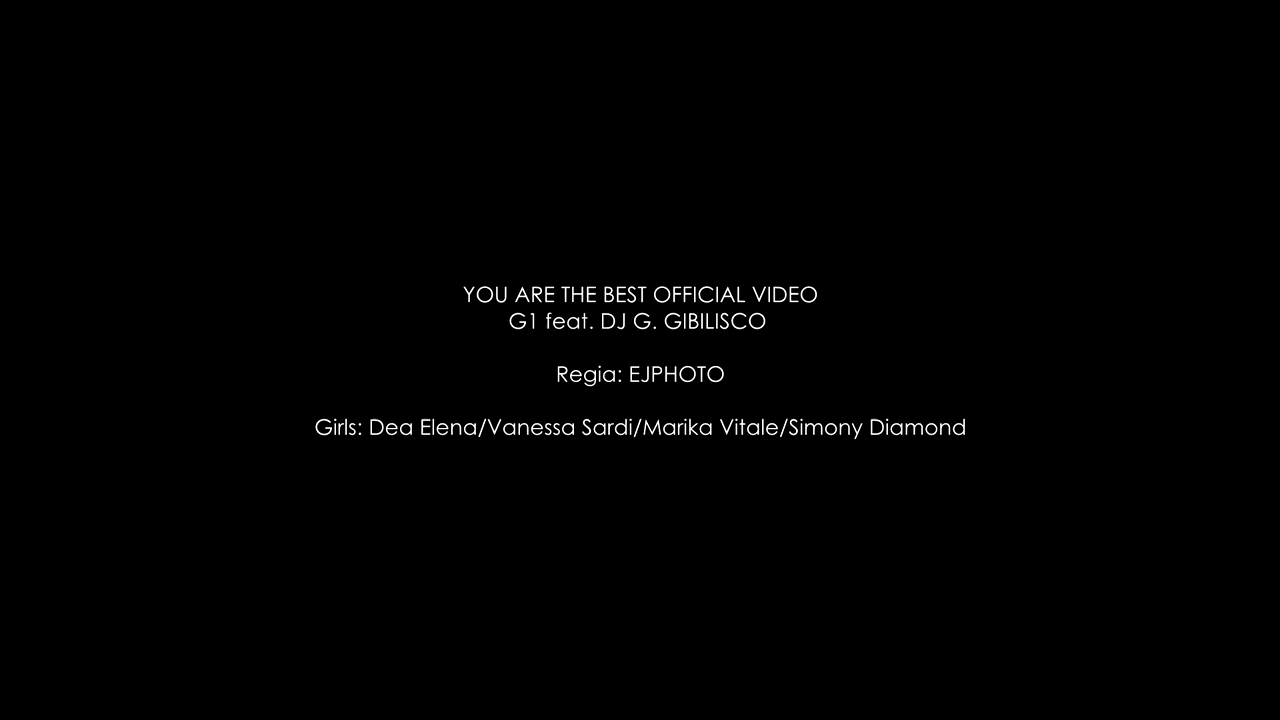 YOU ARE THE BEST OFFICIAL VIDEO
G1 feat. DJ G. GIBILISCO
Regia: EJPHOTO
Girls: Dea Elena/Vanessa Sardi/Marika Vitale/Simony Diamond